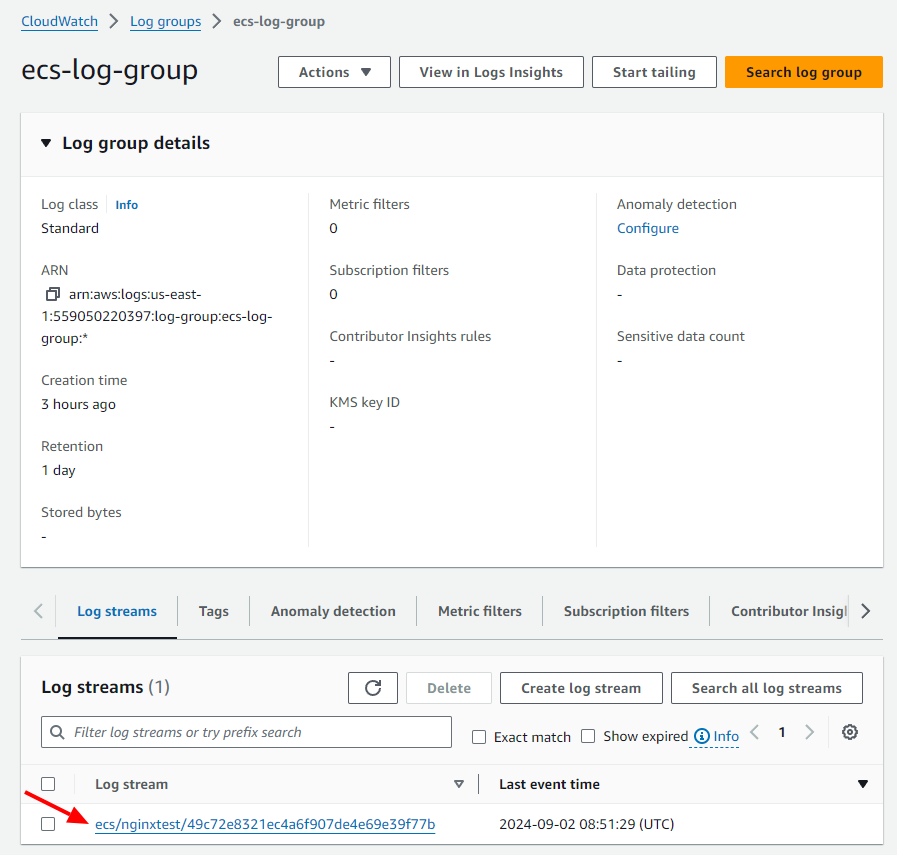 CloudWatch > Log groups > ecs-log-group
ecs-log-group
Actions
View in Logs Insights
Start tailing
Search log group
Log group details
Log class
Info
Standard
ARN
arn:aws:logs:us-east-
1:559050220397:log-group:ecs-log-
group:*
Creation time
3 hours ago
Retention
1 day
Stored bytes
-
Metric filters
0
Subscription filters
0
Contributor Insights rules
-
KMS key ID
-
Anomaly detection
Configure
Data protection
-
Sensitive data count
-
Log streams
Tags
Anomaly detection
Metric filters
Subscription filters
Contributor Insig
Log streams (1)
Delete
Create log stream
Search all log streams
Filter log streams or try prefix search
Exact match
Show expired
Info
1
Log stream
Last event time
ecs/nginxtest/49c72e8321ec4a6f907de4e69e39f77b
2024-09-02 08:51:29 (UTC)